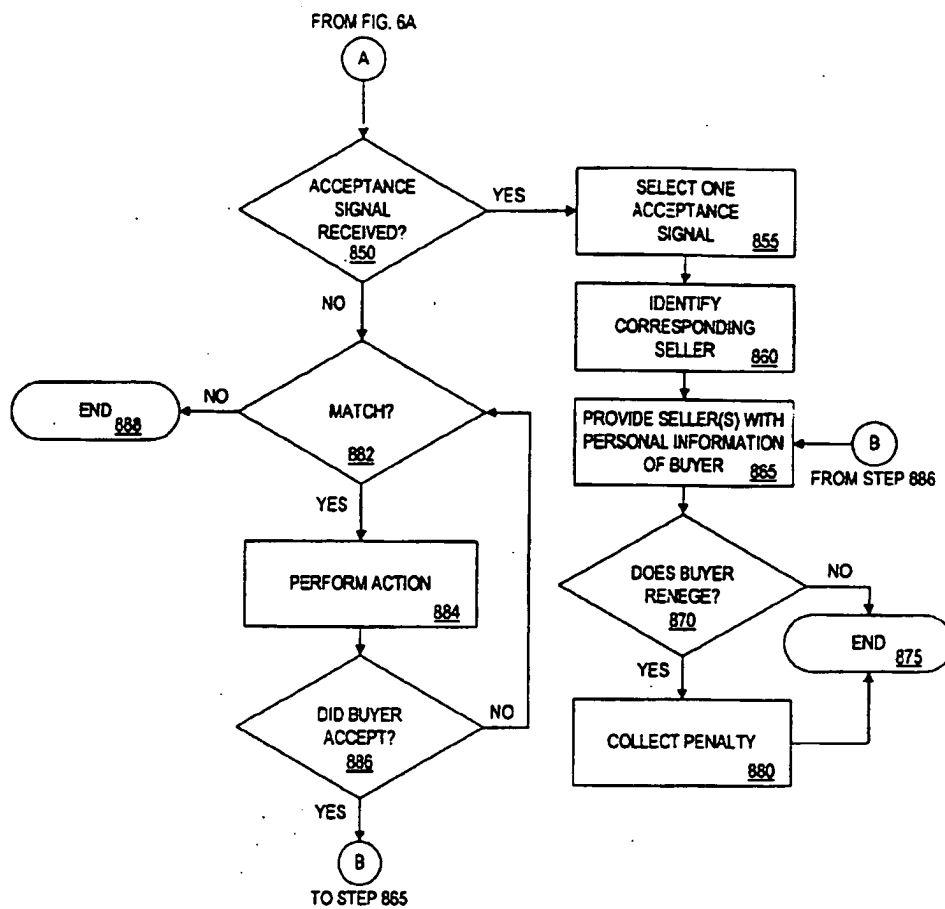 FROM FIG. 6A
A
ACCEPTANCE
SIGNAL
RECEIVED?
850
YES
NO
SELECT ONE
ACCEPTANCE
SIGNAL
855
IDENTIFY
CORRESPONDING
SELLER
860
PROVIDE SELLER(S) WITH
PERSONAL INFORMATION
OF BUYER
865
B
FROM STEP 886
MATCH?
882
NO
END
888
YES
PERFORM ACTION
884
DID BUYER
ACCEPT?
886
NO
YES
B
TO STEP 865
DOES BUYER
RENEGE?
870
NO
END
875
YES
COLLECT PENALTY
880